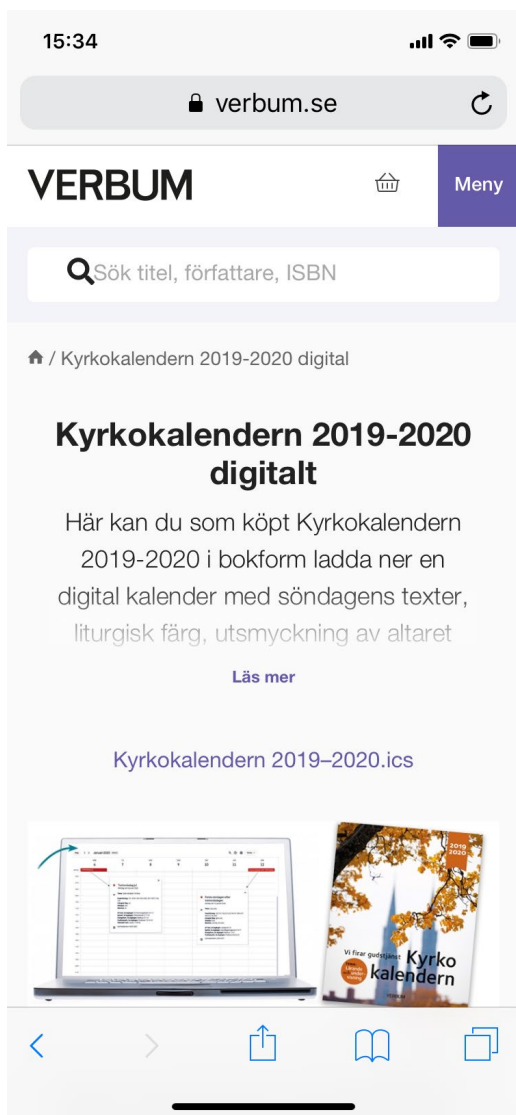 15:34
verbum.se
VERBUM
Meny
Sök titel, författare, ISBN
/ Kyrkokalendern 2019-2020 digital
Kyrkokalendern 2019-2020
digitalt
Här kan du som köpt Kyrkokalendern
2019-2020 i bokform ladda ner en
digital kalender med söndagens texter,
liturgisk färg, utsmyckning av altaret
Läs mer
Kyrkokalendern 2019–2020.ics
2019
2020
Vi firar gudstjänst Kyrko
kalendern
VERBUM